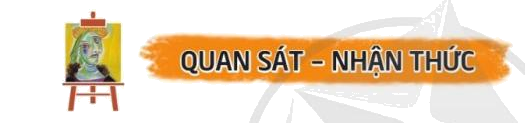 QUAN SÁT – NHẬN THỨC